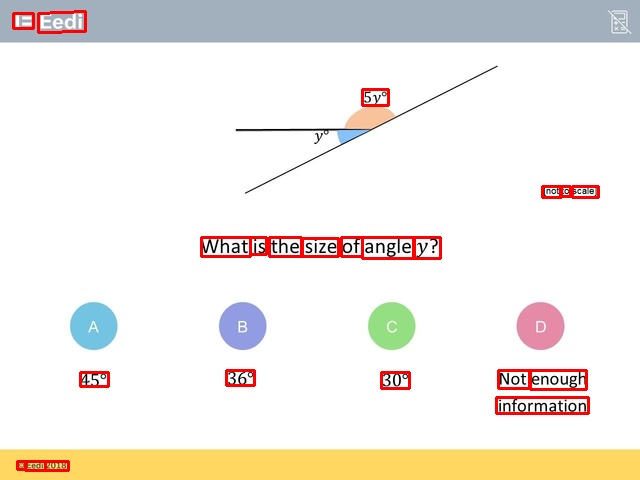 Eedi
5y°
y°
(not to scale)
What is the size of angle y?
A
B
C
D
45°
36°
30°
Not enough
information
© Eedi 2018